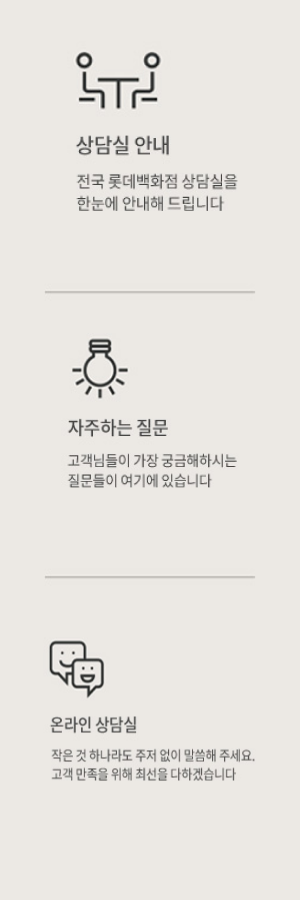 상담실 안내
전국 롯데백화점 상담실을
한눈에 안내해 드립니다
자주하는 질문
고객님들이 가장 궁금해하시는
질문들이 여기에 있습니다
온라인 상담실
작은 것 하나라도 주저 없이 말씀해 주세요.
고객 만족을 위해 최선을 다하겠습니다